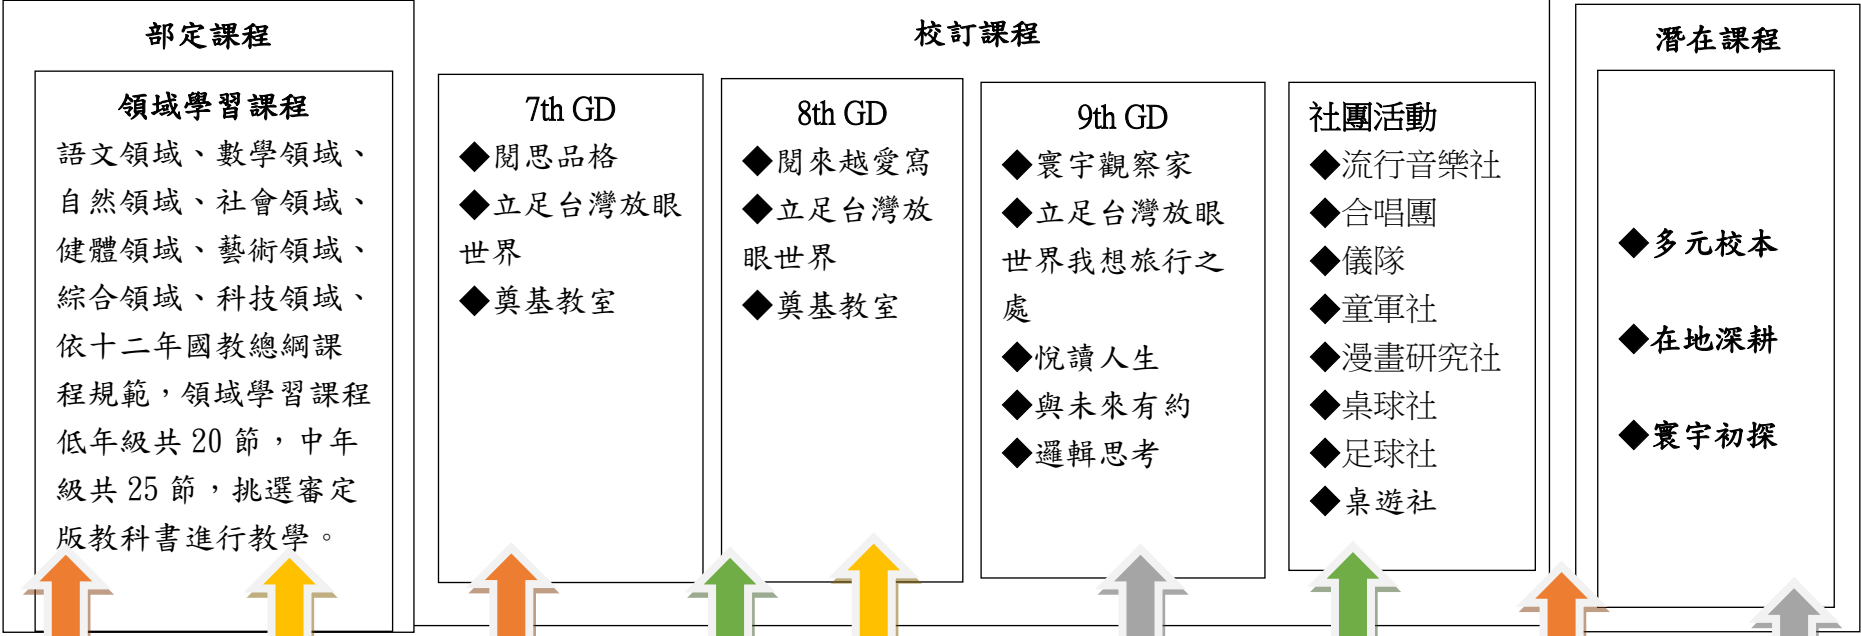 部定課程
領域學習課程
語文領域、數學領域、
自然領域、社會領域、
健體領域、藝術領域、
綜合領域、科技領域、
依十二年國教總綱課
程規範，領域學習課程
低年級共 20 節，中年
級共 25 節，挑選審定
版教科書進行教學。
校訂課程
7th GD
◆閱思品格
◆立足台灣放眼
世界
◆奠基教室
8th GD
◆閱來越愛寫
◆立足台灣放
眼世界
◆奠基教室
9th GD
◆寰宇觀察家
◆立足台灣放眼
世界我想旅行之
處
◆悅讀人生
◆與未來有約
◆邏輯思考
社團活動
◆流行音樂社
◆合唱團
◆儀隊
◆童軍社
◆漫畫研究社
◆桌球社
◆足球社
◆桌遊社
潛在課程
◆多元校本
◆在地深耕
◆寰宇初探